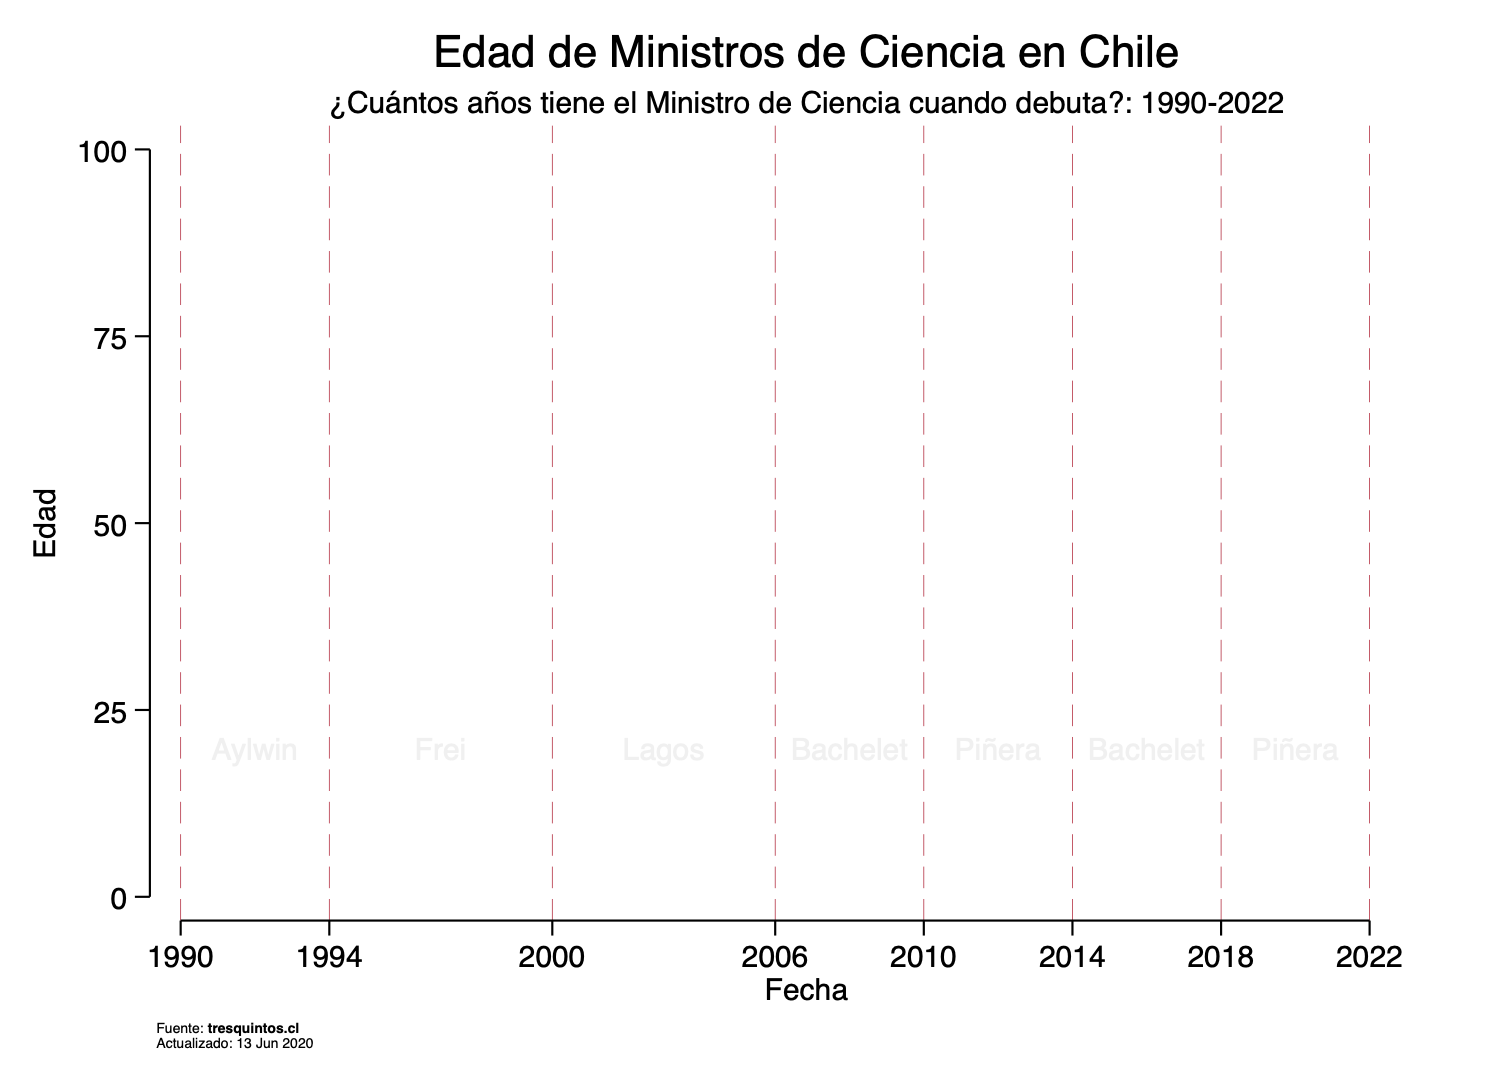 Edad de Ministros de Ciencia en Chile
¿Cuántos años tiene el Ministro de Ciencia cuando debuta?: 1990-2022
100
75
50
25
0
Edad
Aylwin Frei Lagos Bachelet Piñera Bachelet Piñera
1990 1994 2000 2006 2010 2014 2018 2022
Fecha
Fuente: tresquintos.cl
Actualizado: 13 Jun 2020